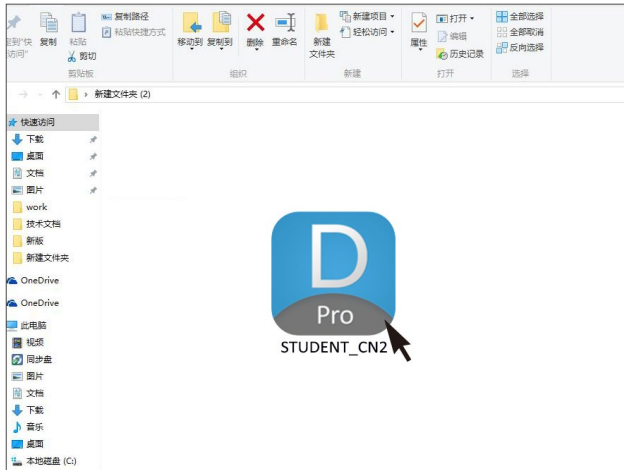 复制路径
粘贴快捷方式
定到"快
访问"
复制
粘贴
剪切
剪贴板
移动到
复制到
删除
重命名
组织
新建
文件夹
新建项目
轻松访问
新建
属性
打开
编辑
历史记录
打开
全部选择
全部取消
反向选择
选择
新建文件夹 (2)
快速访问
下载
桌面
文档
图片
work
技术文档
新版
新建文件夹
OneDrive
OneDrive
此电脑
视频
同步盘
图片
文档
下载
音乐
桌面
本地磁盘 (C:)
D
Pro
STUDENT_CN2